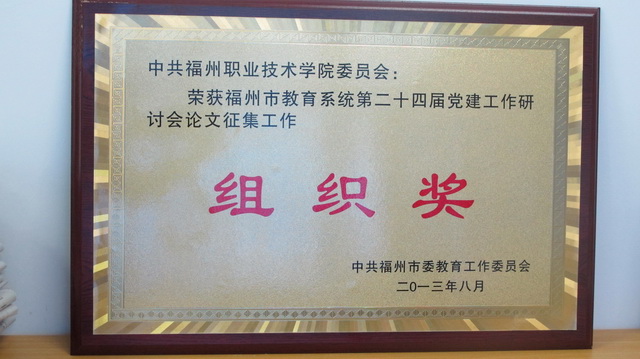 中共福州职业技术学院委员会：
荣获福州市教育系统第二十四届党建工作研
讨会论文征集工作
组织奖
中共福州市委教育工作委员会
二〇一三年八月